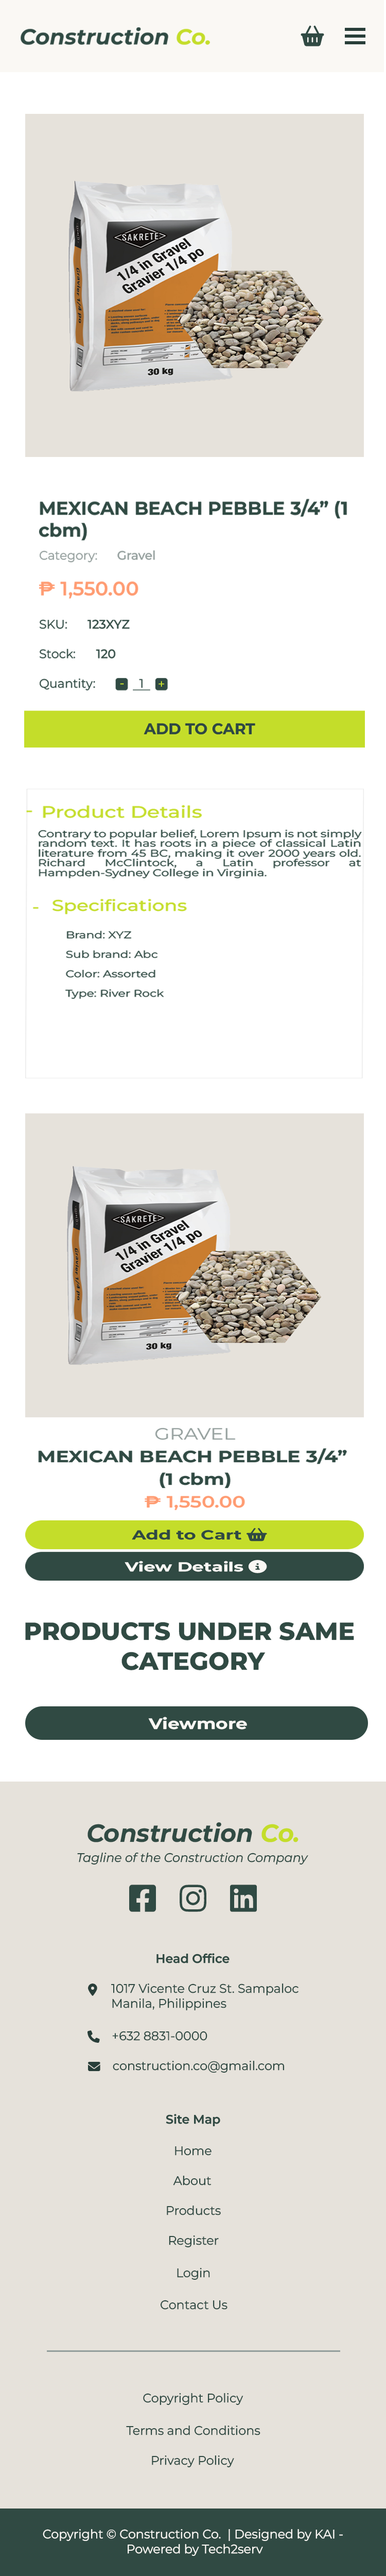 Construction Co.
SAKRETE
1/4 in Gravel
Gravier 1/4 po
30 kg
MEXICAN BEACH PEBBLE 3/4” (1
cbm)
Category: Gravel
₱ 1,550.00
SKU: 123XYZ
Stock: 120
Quantity: - 1 +
ADD TO CART
- Product Details
Contrary to popular belief, Lorem Ipsum is not simply
random text. It has roots in a piece of classical Latin
literature from 45 BC, making it over 2000 years old.
Richard McClintock, a Latin professor at
Hampden-Sydney College in Virginia.
- Specifications
Brand: XYZ
Sub brand: Abc
Color: Assorted
Type: River Rock
SAKRETE
1/4 in Gravel
Gravier 1/4 po
30 kg
GRAVEL
MEXICAN BEACH PEBBLE 3/4”
(1 cbm)
₱ 1,550.00
Add to Cart
View Details
PRODUCTS UNDER SAME
CATEGORY
Viewmore
Construction Co.
Tagline of the Construction Company
Head Office
1017 Vicente Cruz St. Sampaloc
Manila, Philippines
+632 8831-0000
construction.co@gmail.com
Site Map
Home
About
Products
Register
Login
Contact Us
Copyright Policy
Terms and Conditions
Privacy Policy
Copyright © Construction Co. | Designed by KAI -
Powered by Tech2serv